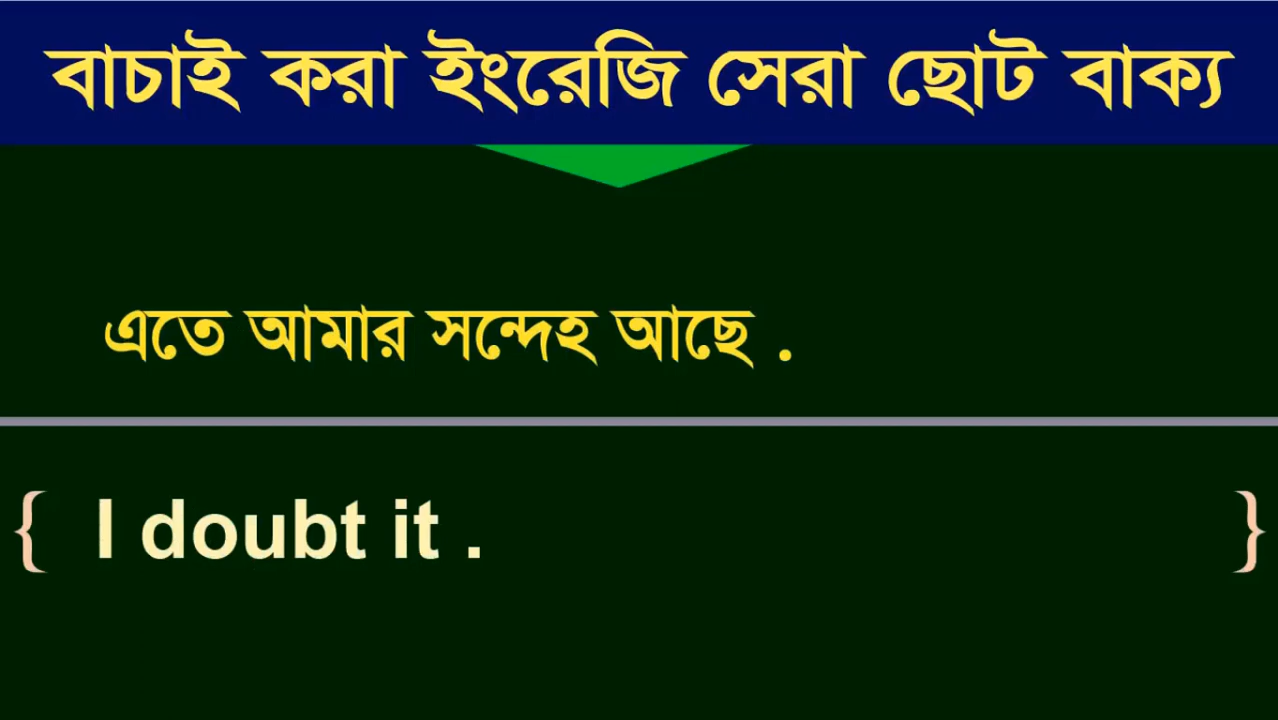 বাচাই করা ইংরেজি সেরা ছোট বাক্য
এতে আমার সন্দেহ আছে .
{ I doubt it . }